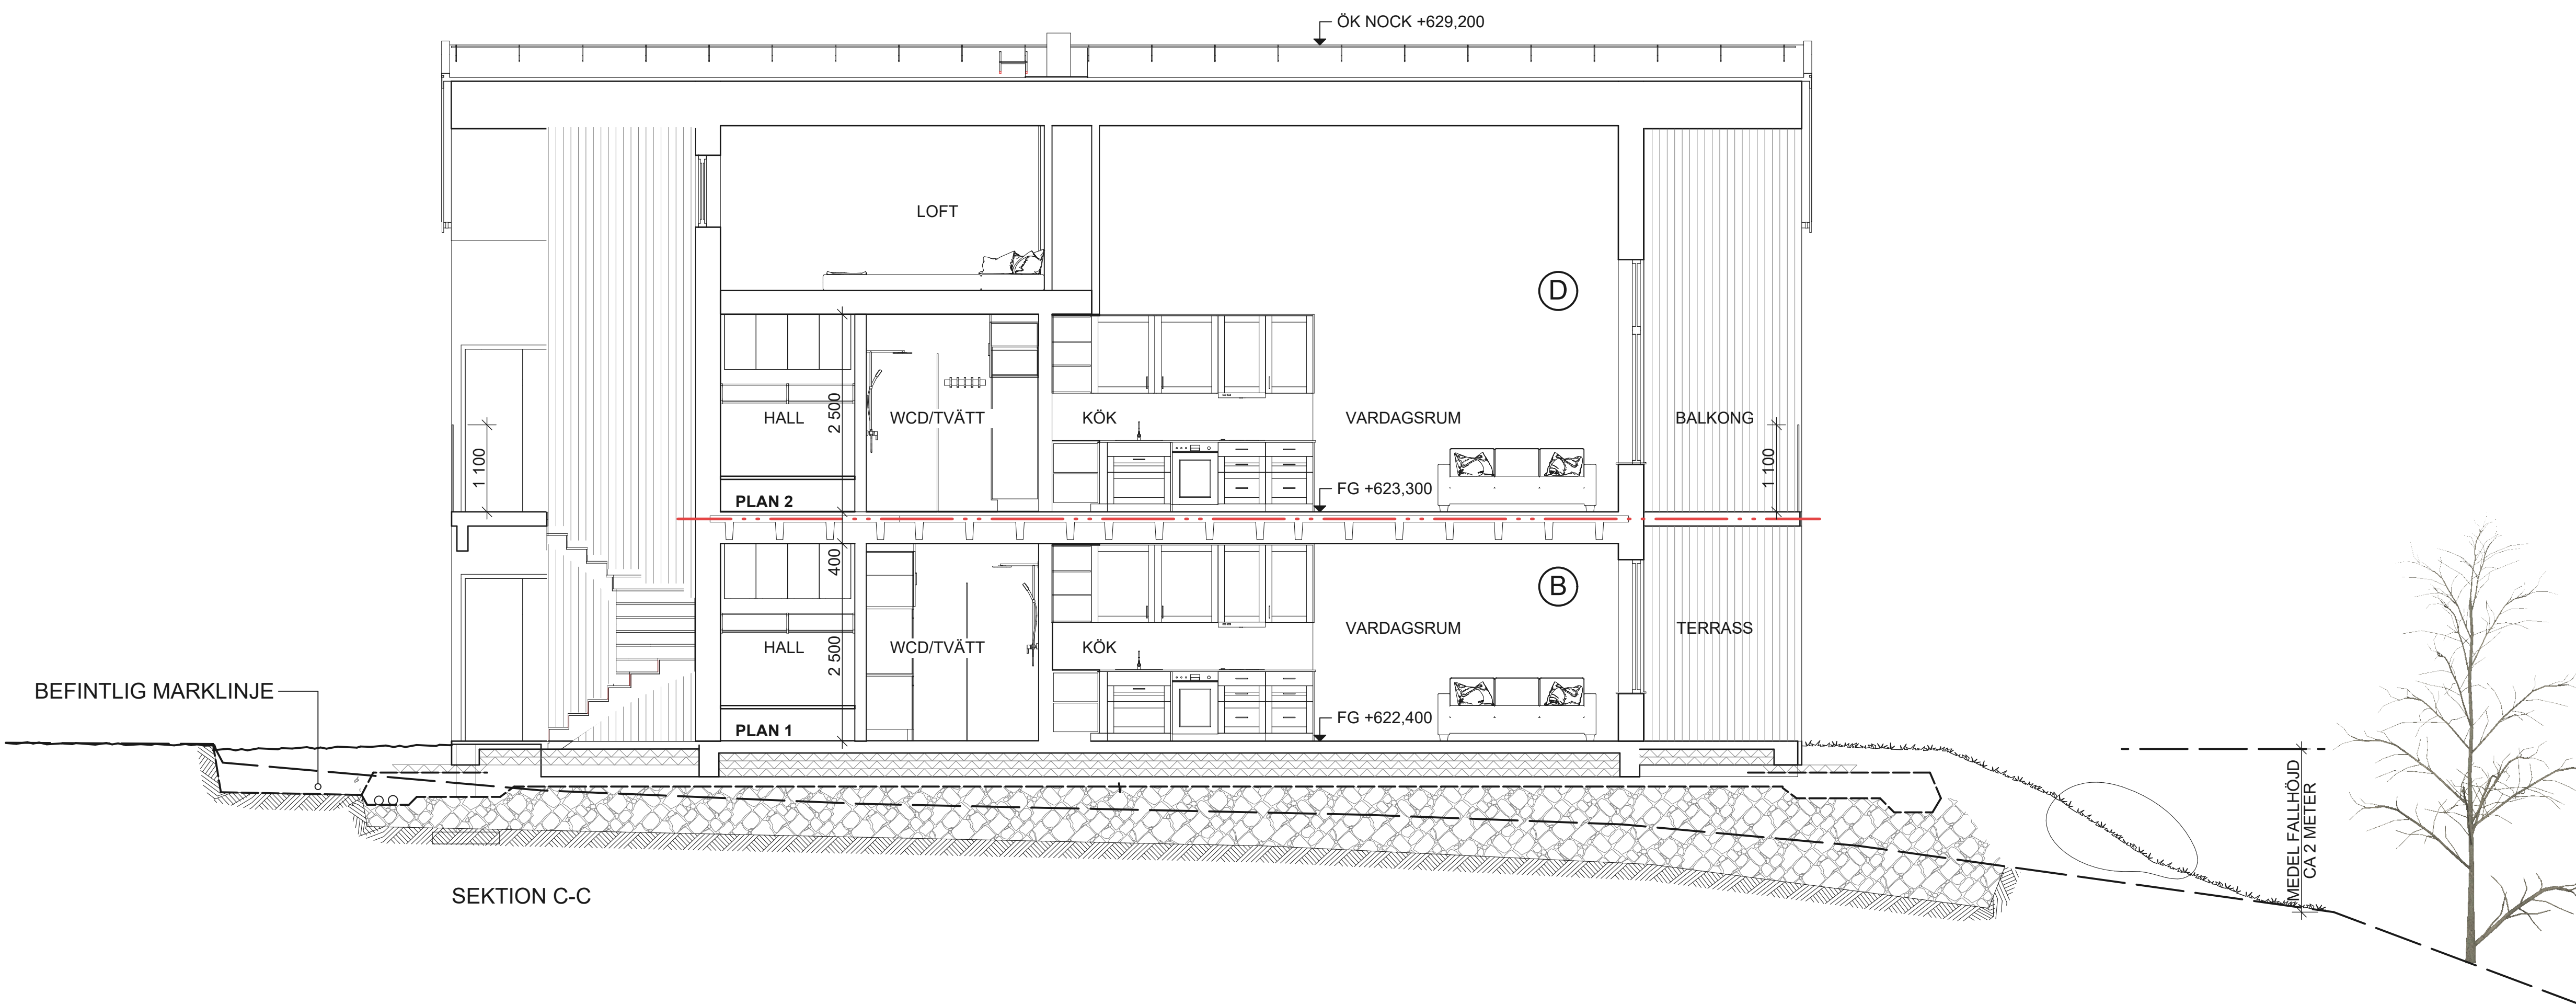 ÖK NOCK +629,200
LOFT
D
HALL
2 500
WCD/TVÄTT
KÖK
VARDAGSRUM
BALKONG
1 100
1 100
PLAN 2
FG +623,300
400
B
HALL
2 500
WCD/TVÄTT
KÖK
VARDAGSRUM
TERRASS
BEFINTLIG MARKLINJE
PLAN 1
FG +622,400
MEDEL FALLHÖJD
CA 2 METER
SEKTION C-C